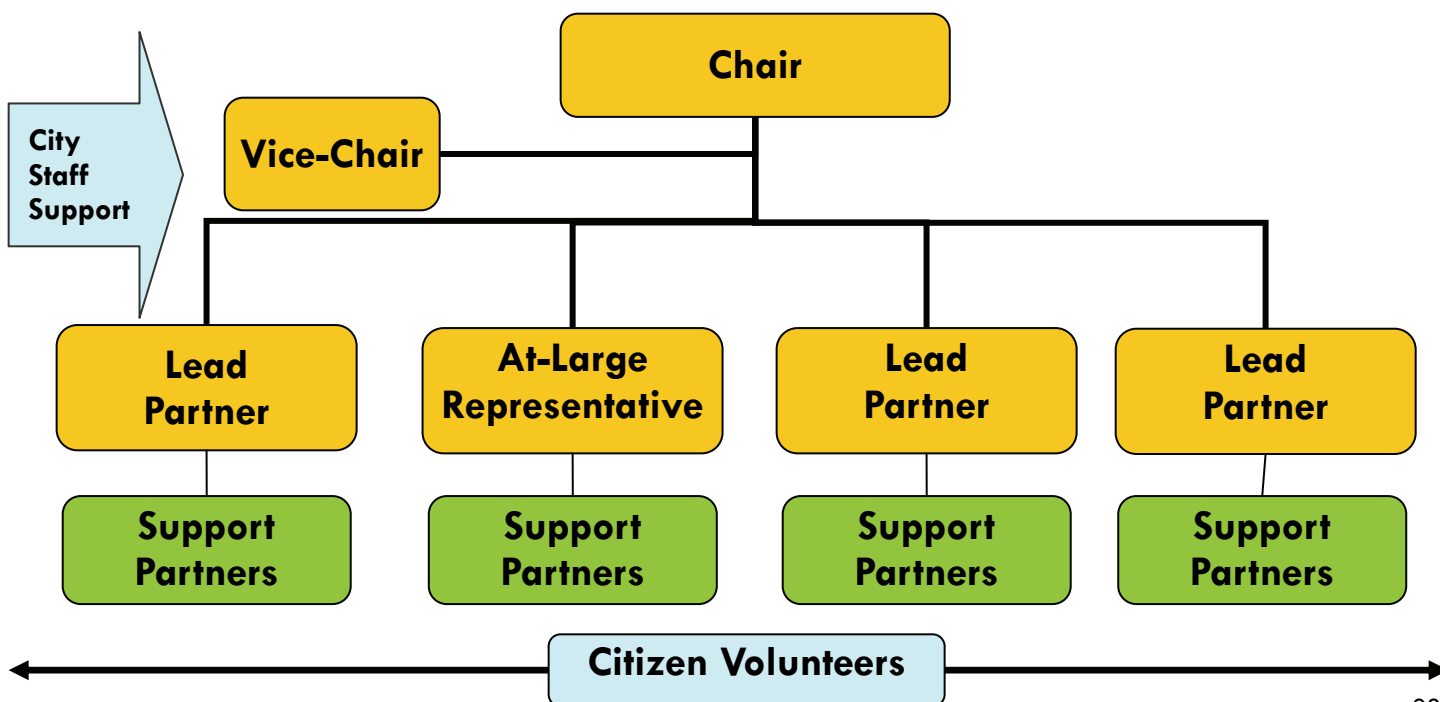 Chair
City
Staff
Support
Vice-Chair
Lead
Partner
At-Large
Representative
Lead
Partner
Lead
Partner
Support
Partners
Support
Partners
Support
Partners
Support
Partners
Citizen Volunteers